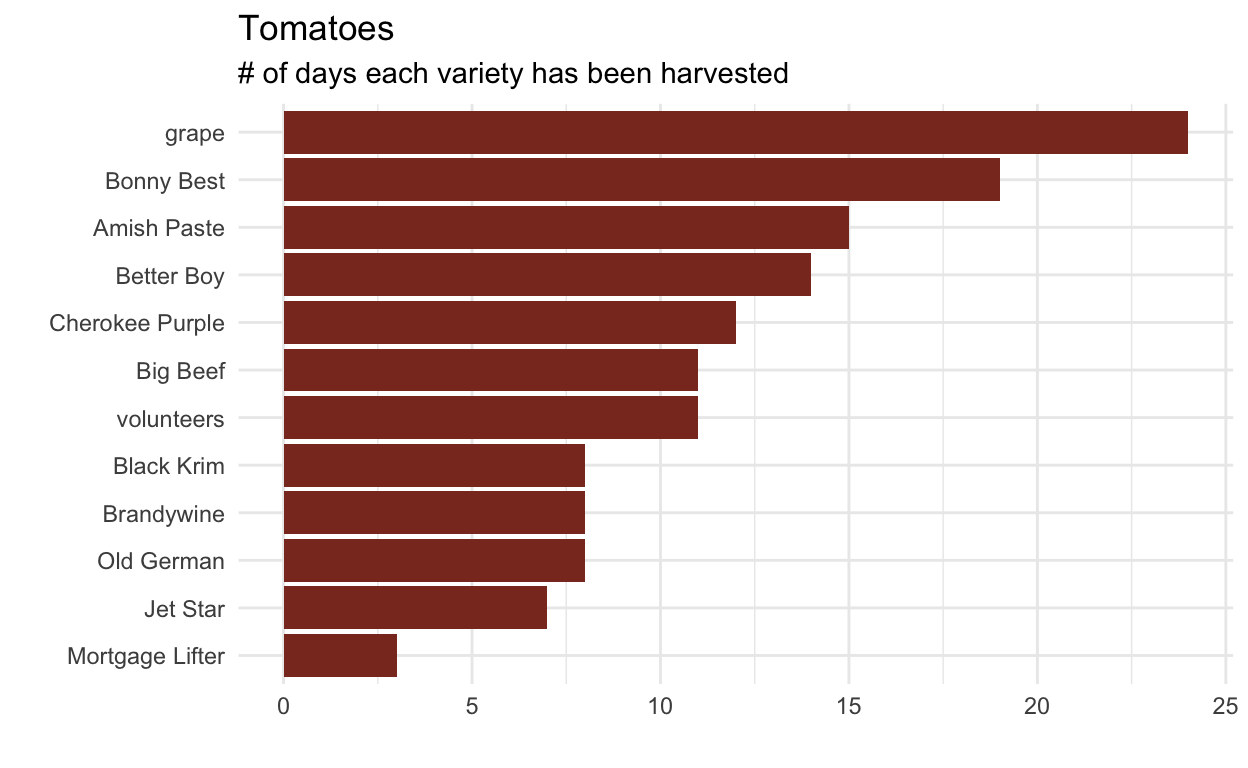 Tomatoes
# of days each variety has been harvested
grape
Bonny Best
Amish Paste
Better Boy
Cherokee Purple
Big Beef
volunteers
Black Krim
Brandywine
Old German
Jet Star
Mortgage Lifter
0 5 10 15 20 25